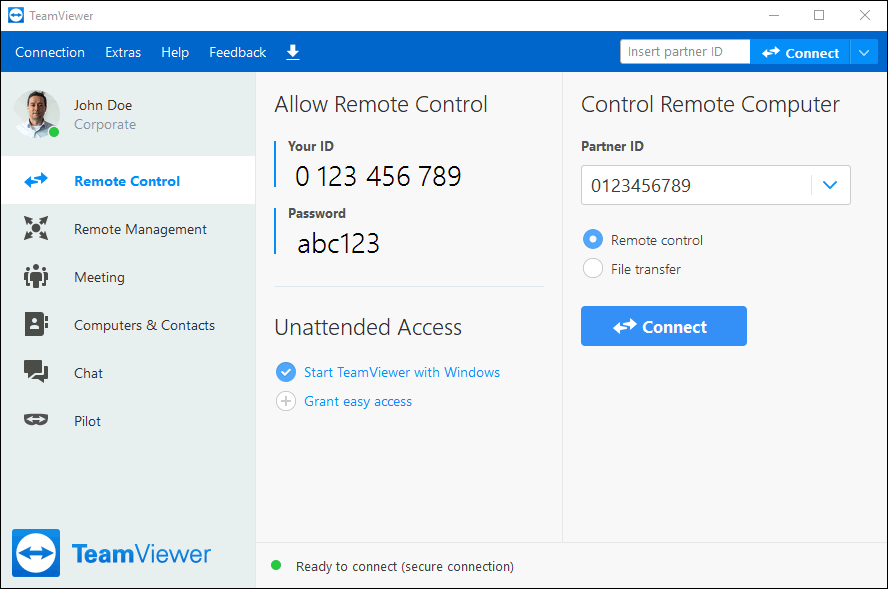 TeamViewer
Connection Extras Help Feedback
Insert partner ID
Connect
John Doe
Corporate
Remote Control
Remote Management
Meeting
Computers & Contacts
Chat
Pilot
TeamViewer
Allow Remote Control
Your ID
0 123 456 789
Password
abc123
Unattended Access
Start TeamViewer with Windows
Grant easy access
Control Remote Computer
Partner ID
0123456789
Remote control
File transfer
Connect
Ready to connect (secure connection)